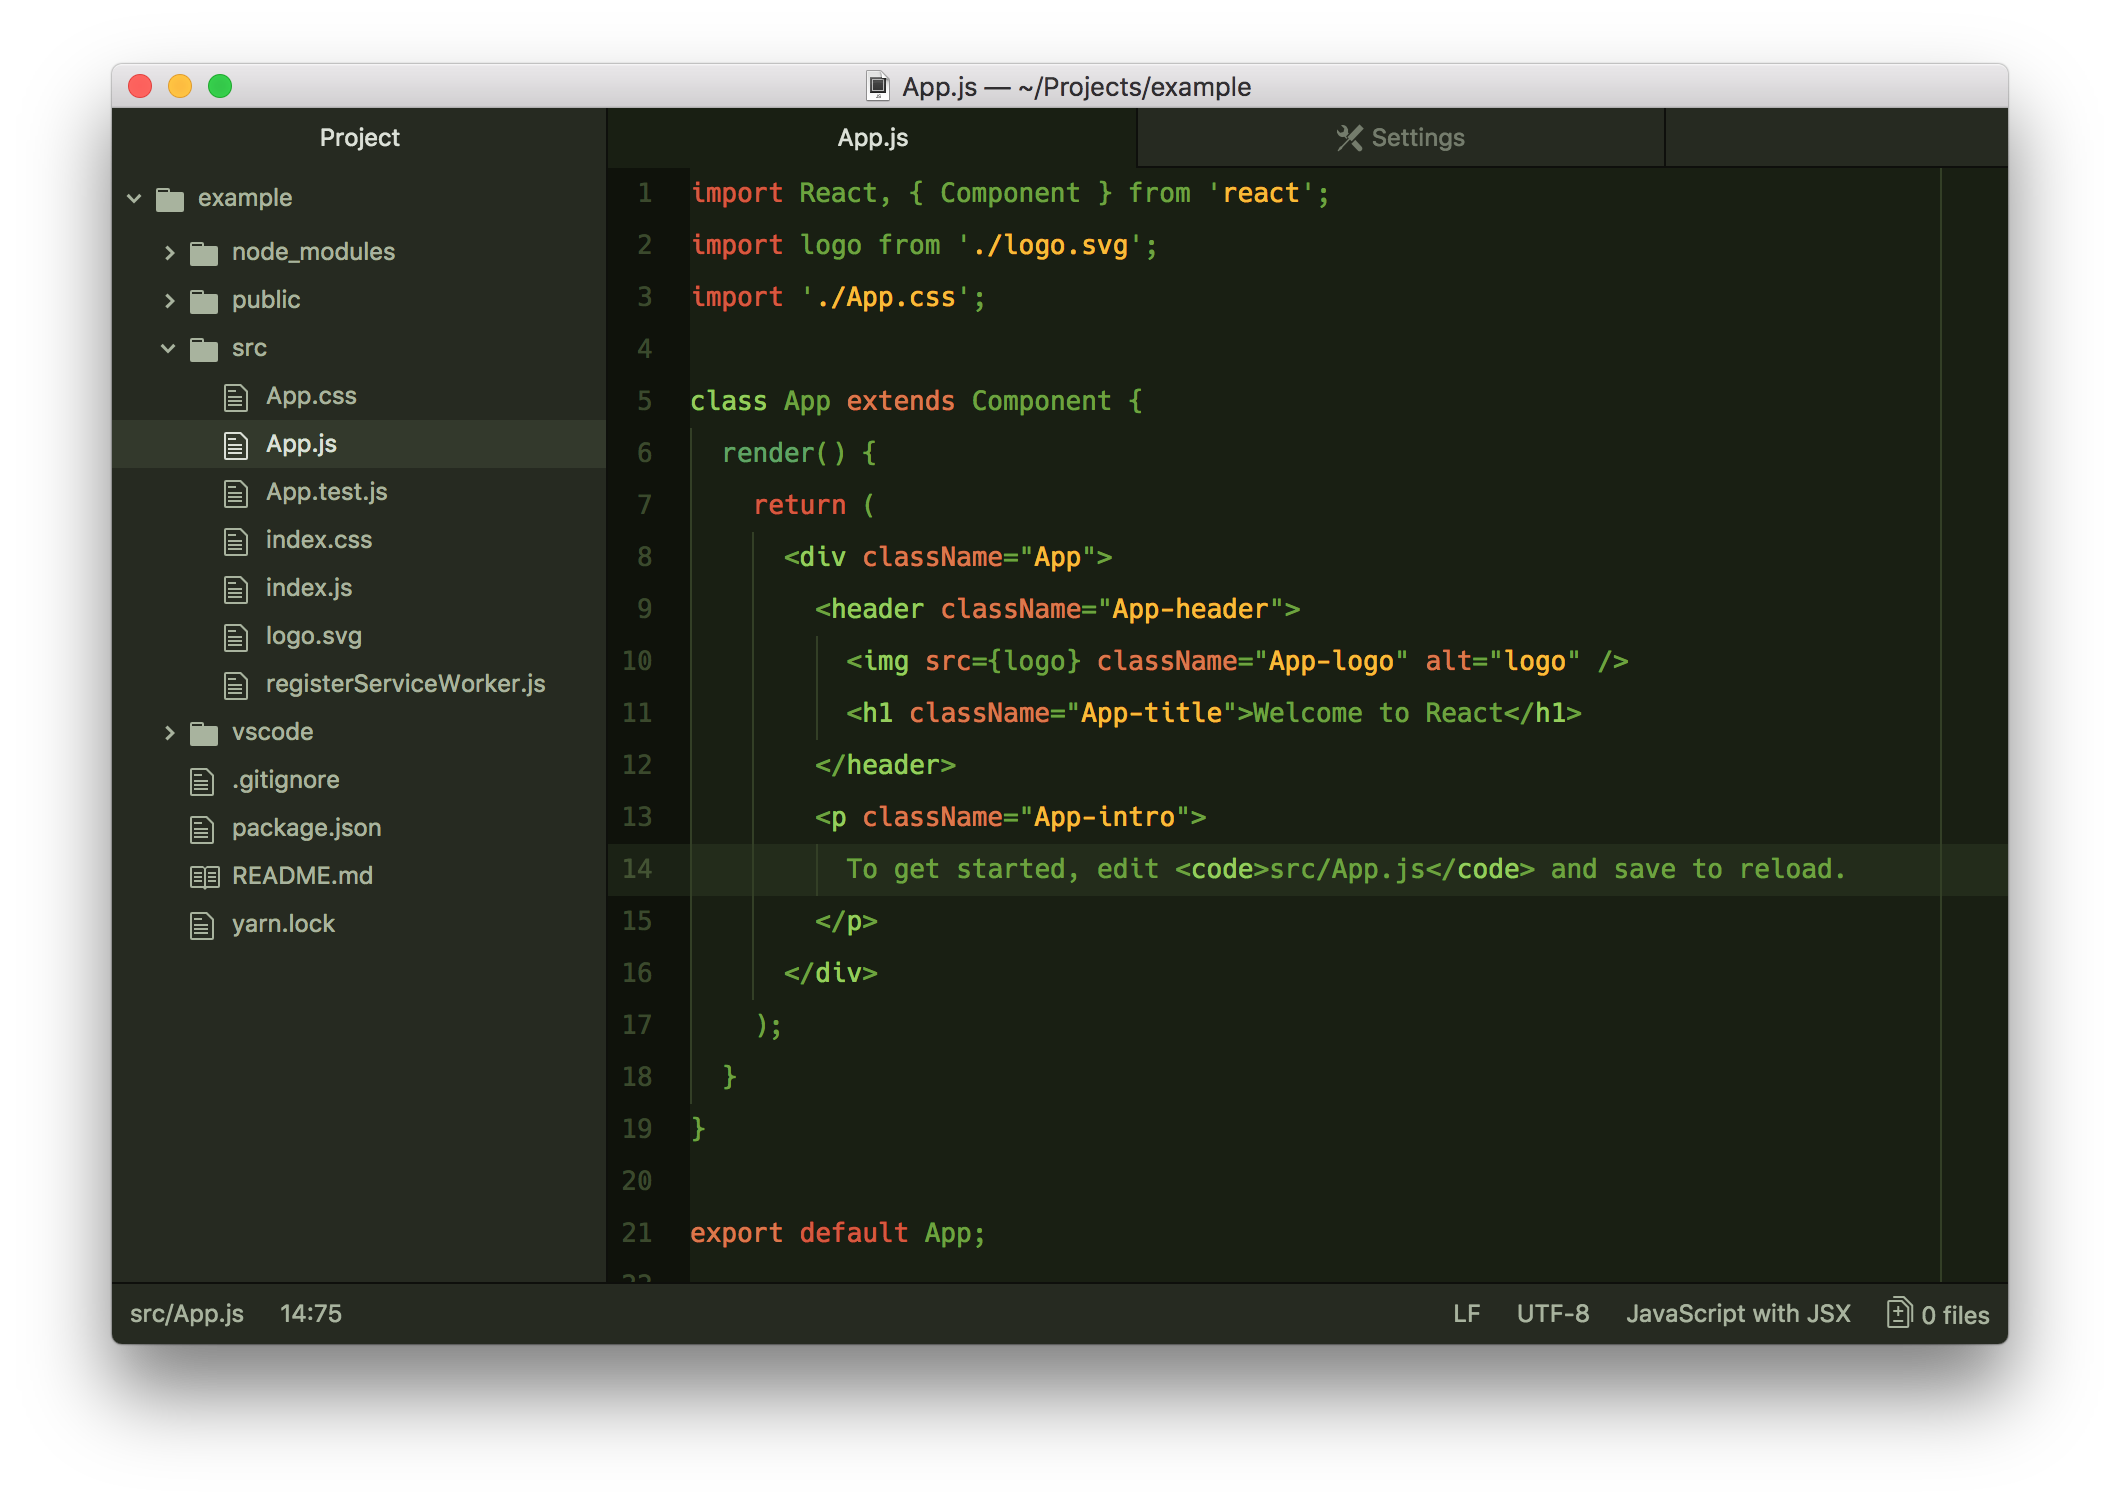 App.js — ~/Projects/example
Project
example
node_modules
public
src
App.css
App.js
App.test.js
index.css
index.js
logo.svg
registerServiceWorker.js
vscode
.gitignore
package.json
README.md
yarn.lock
App.js
Settings
1 import React, { Component } from 'react';
2 import logo from './logo.svg';
3 import './App.css';
4
5 class App extends Component {
6 render() {
7 return (
8 <div className="App">
9 <header className="App-header">
10 <img src={logo} className="App-logo" alt="logo" />
11 <h1 className="App-title">Welcome to React</h1>
12 </header>
13 <p className="App-intro">
14 To get started, edit <code>src/App.js</code> and save to reload.
15 </p>
16 </div>
17 );
18 }
19 }
20
21 export default App;
22
src/App.js 14:75
LF UTF-8 JavaScript with JSX 0 files